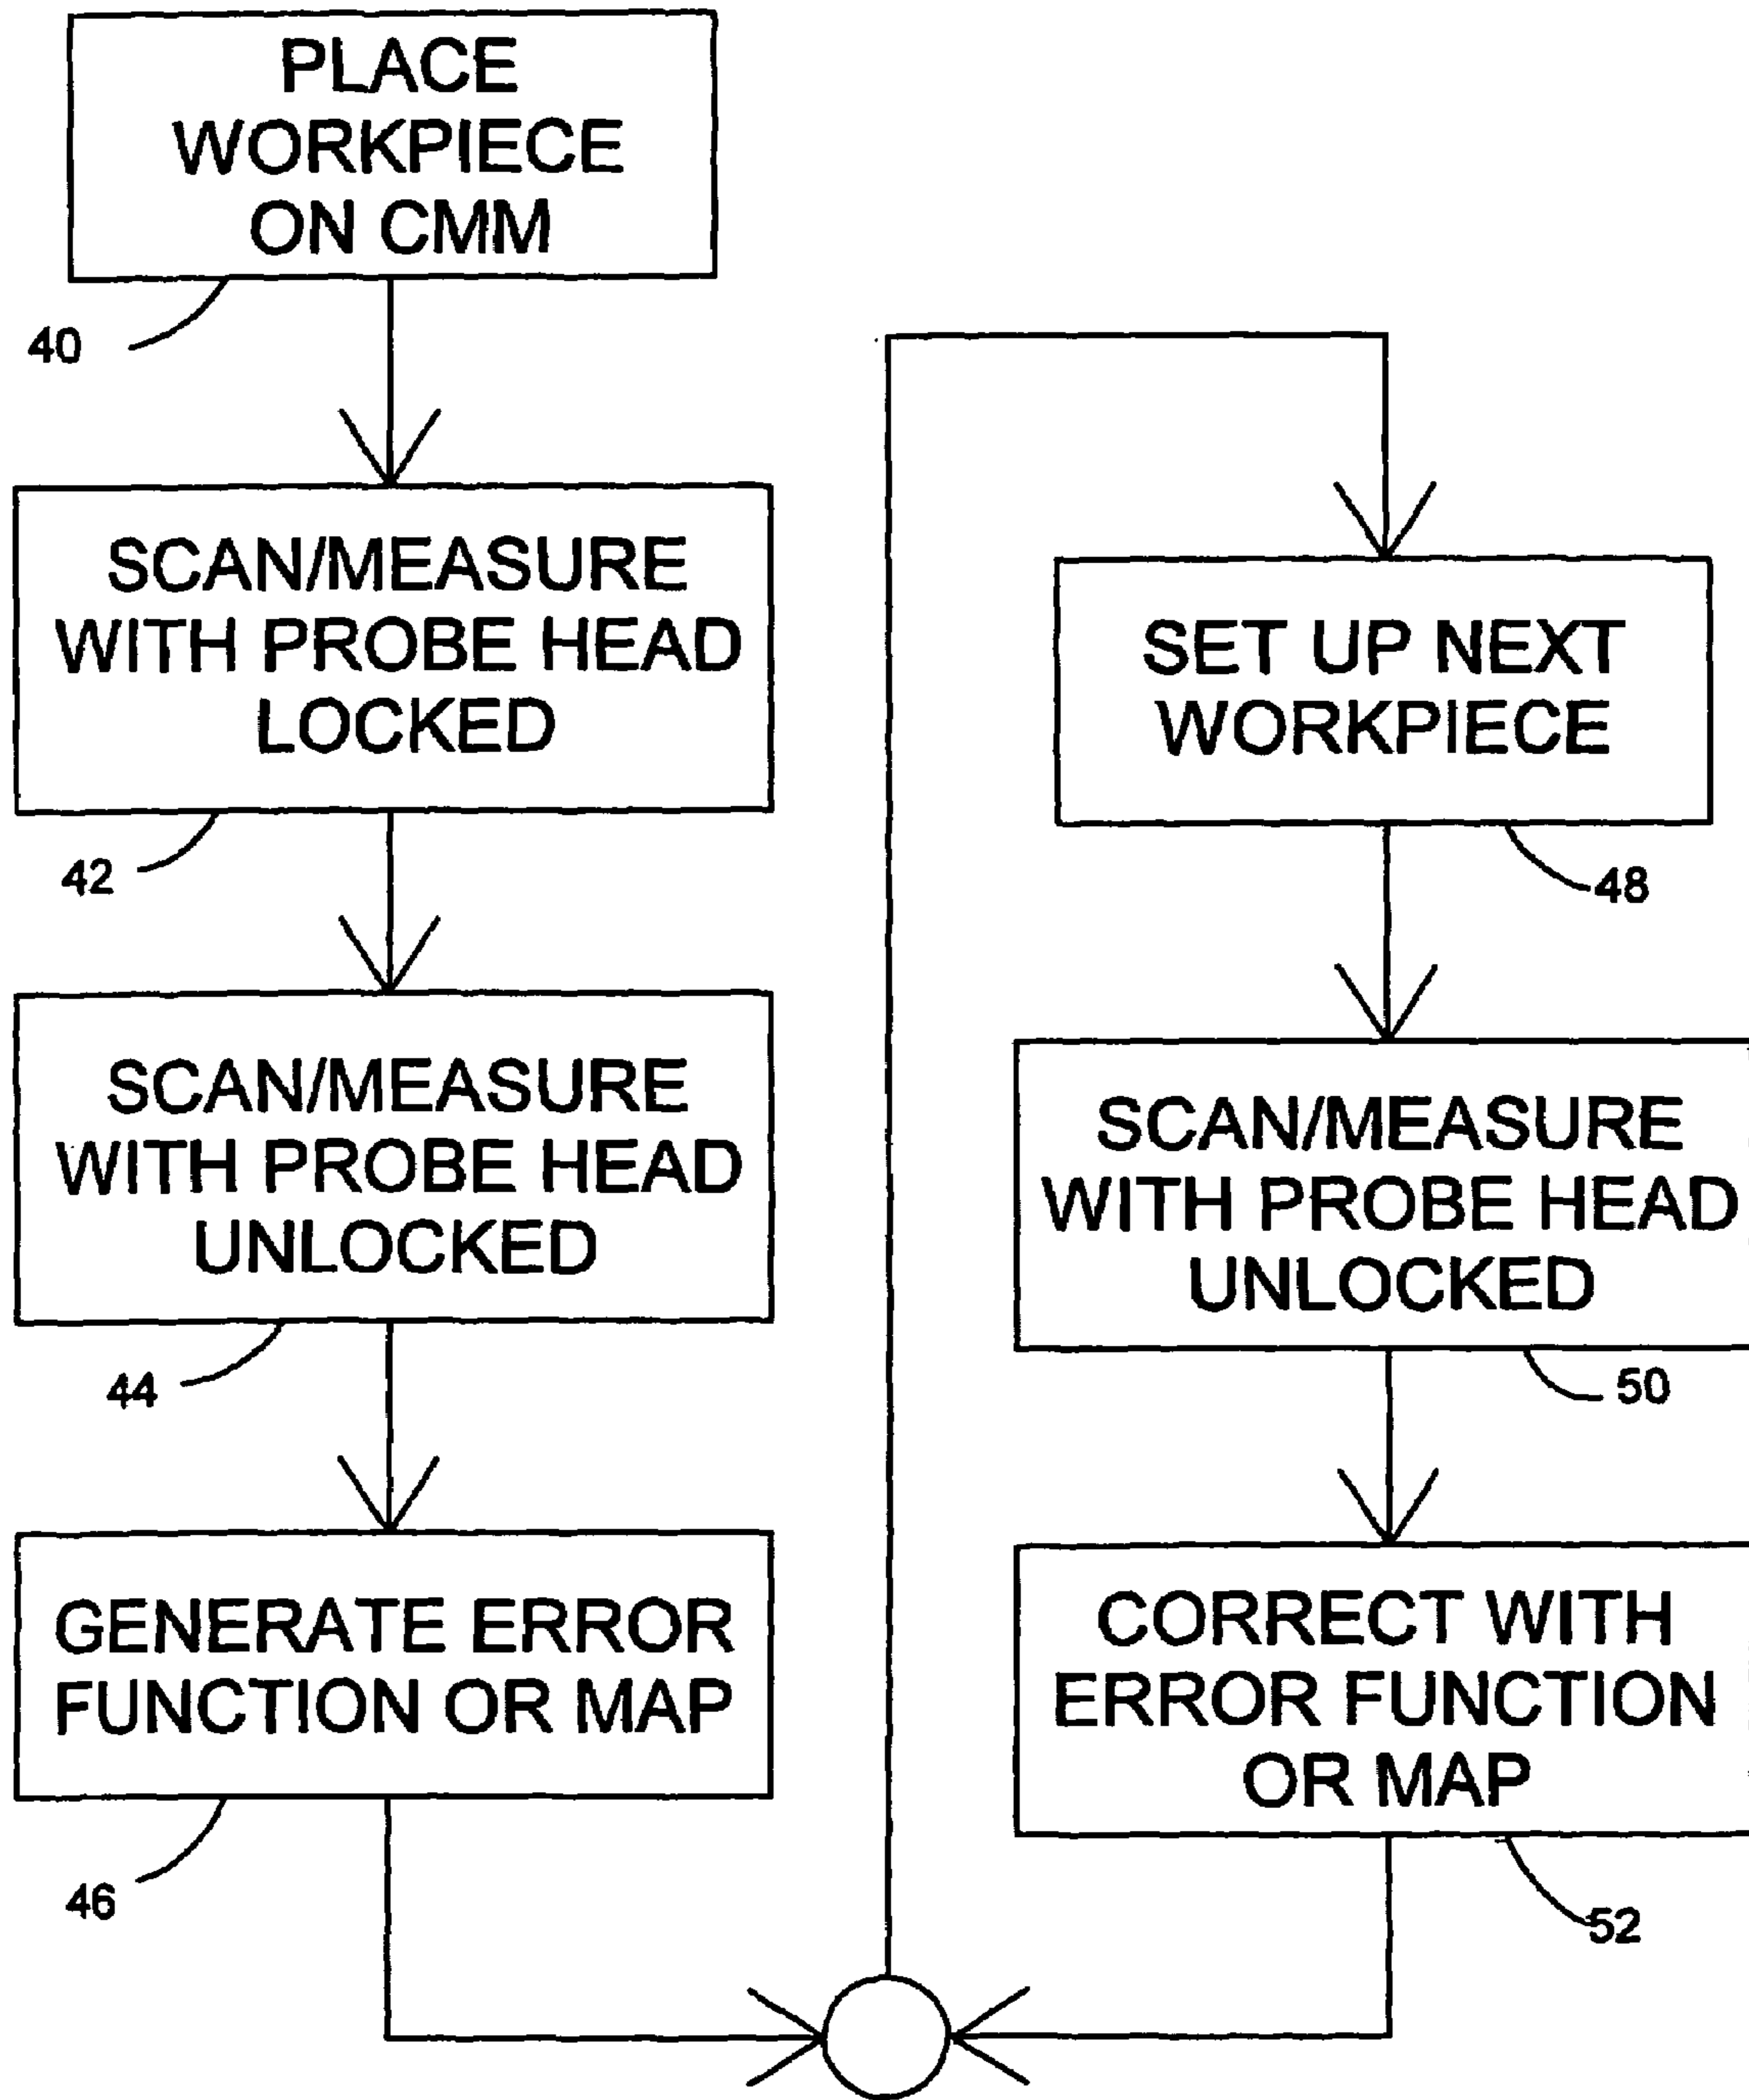 PLACE
WORKPIECE
ON CMM
40
SCAN/MEASURE
WITH PROBE HEAD
LOCKED
42
SCAN/MEASURE
WITH PROBE HEAD
UNLOCKED
44
GENERATE ERROR
FUNCTION OR MAP
46
SET UP NEXT
WORKPIECE
48
SCAN/MEASURE
WITH PROBE HEAD
UNLOCKED
50
CORRECT WITH
ERROR FUNCTION
OR MAP
52